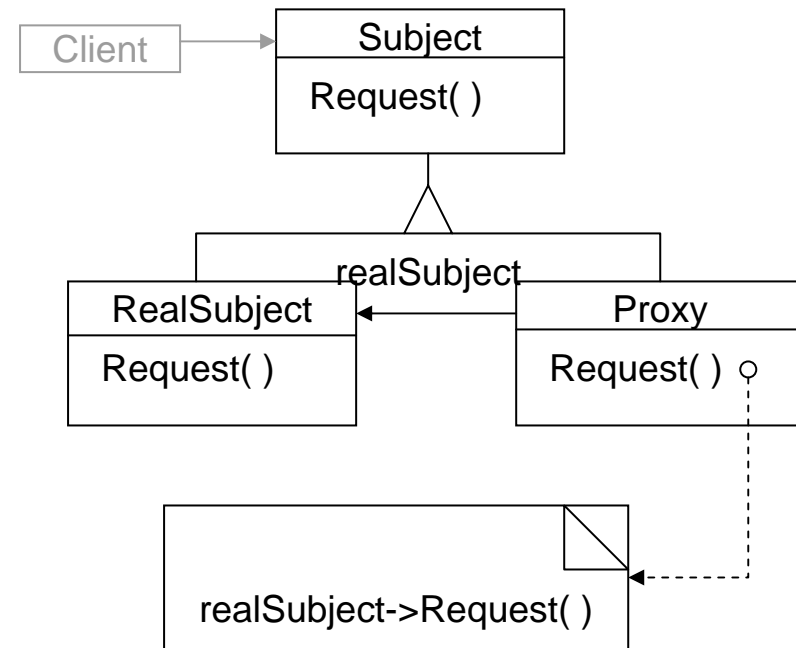 Client
Subject
Request( )
realSubject
RealSubject
Proxy
Request( )
Request( )
realSubject->Request( )